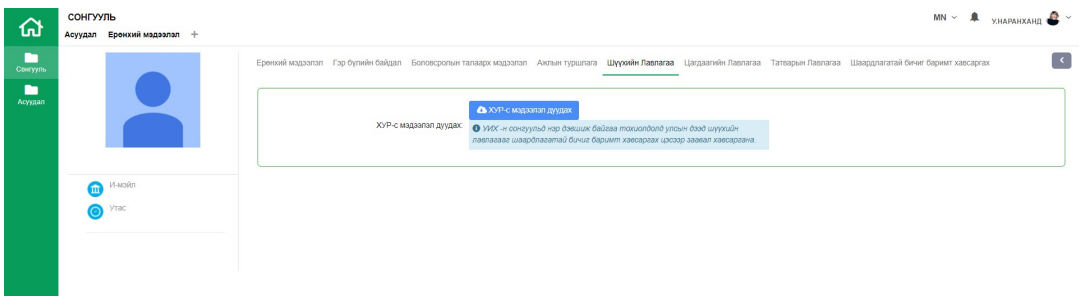 СОНГУУЛЬ
MN
У.НАРАНХАНД
Асуудал Ерөнхий мэдээлэл +
Сонгууль
Асуудал
Ерөнхий мэдээлэл Гэр бүлийн байдал Боловсролын талаарх мэдээлэл Ажлын туршлага Шүүхийн Лавлагаа Цагдаагийн Лавлагаа Татварын Лавлагаа Шаардлагатай бичиг баримт хавсаргах
ХУР-с мэдээлэл дуудах:
ХУР-с мэдээлэл дуудах
УИХ -н сонгуульд нэр дэвшиж байгаа тохиолдолд улсын дээд шүүхийн
лавлагааг шаардлагатай бичиг баримт хавсаргах цэсээр заавал хавсаргана.
И-мэйл
Утас